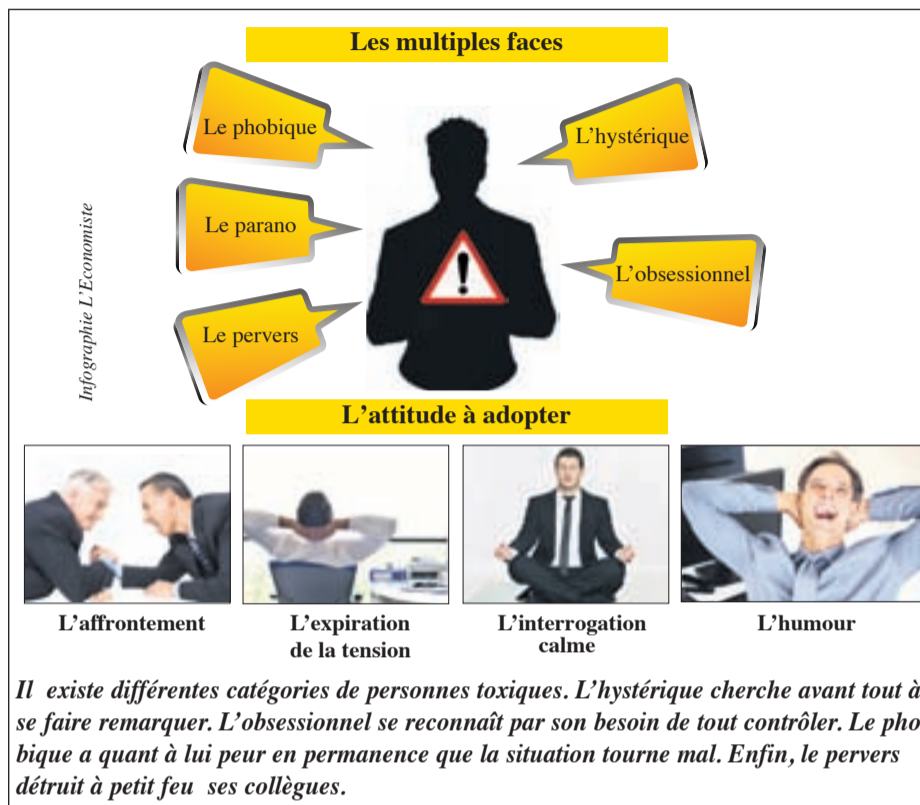 Les multiples faces
Le phobique
L'hystérique
Le parano
L'obsessionnel
Le pervers
Infographie L'Economiste
L'attitude à adopter
L'affrontement
L'expiration
de la tension
L'interrogation
calme
L'humour
Il existe différentes catégories de personnes toxiques. L'hystérique cherche avant tout à
se faire remarquer. L'obsessionnel se reconnaît par son besoin de tout contrôler. Le pho
bique a quant à lui peur en permanence que la situation tourne mal. Enfin, le pervers
détruit à petit feu ses collègues.